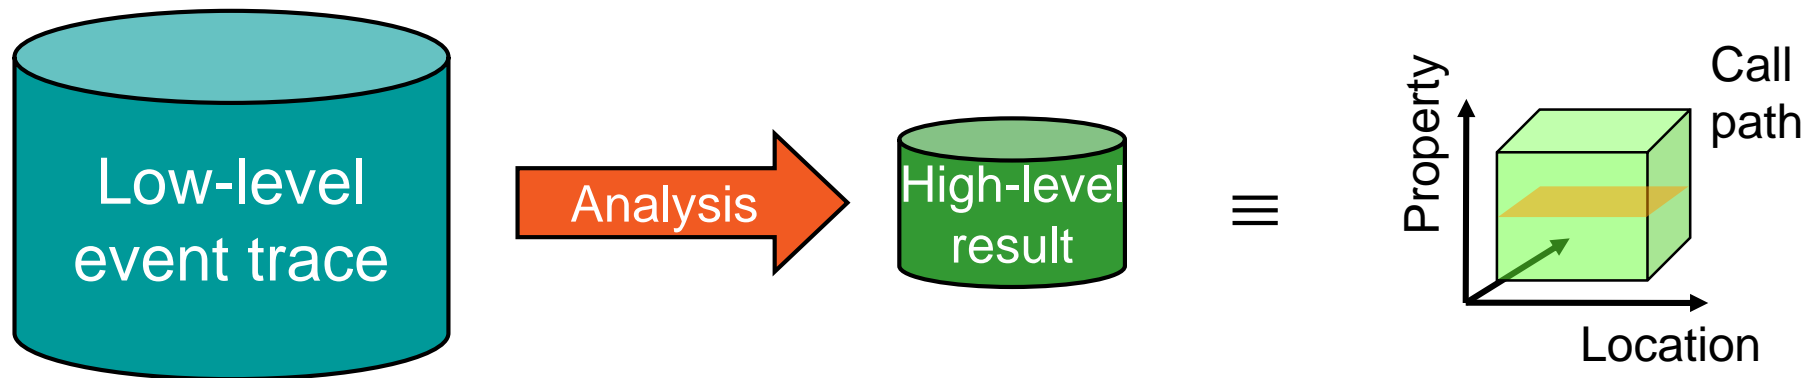 Low-level
event trace
Analysis
High-level
result
≡
Property
Call
path
Location